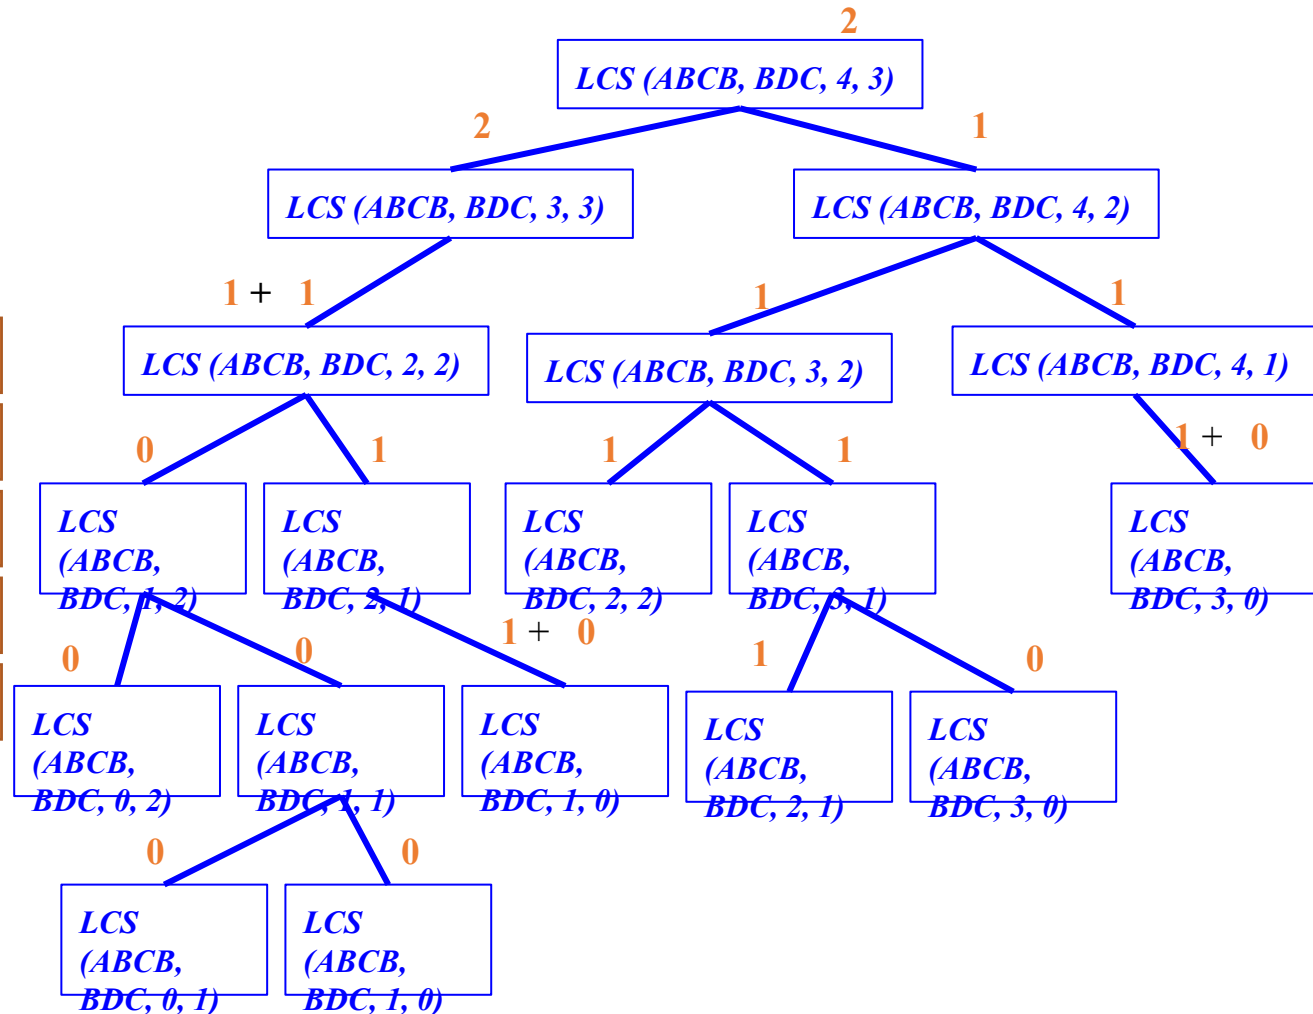 2
LCS (ABCB, BDC, 4, 3)
2
1
LCS (ABCB, BDC, 3, 3)
LCS (ABCB, BDC, 4, 2)
1 + 1
1
1
LCS (ABCB, BDC, 2, 2)
LCS (ABCB, BDC, 3, 2)
LCS (ABCB, BDC, 4, 1)
0
1
1
1
1 + 0
LCS
(ABCB,
BDC, 1, 2)
LCS
(ABCB,
BDC, 2, 1)
LCS
(ABCB,
BDC, 2, 2)
LCS
(ABCB,
BDC, 3, 1)
LCS
(ABCB,
BDC, 3, 0)
0
0
1 + 0
1
0
LCS
(ABCB,
BDC, 0, 2)
LCS
(ABCB,
BDC, 1, 1)
LCS
(ABCB,
BDC, 1, 0)
LCS
(ABCB,
BDC, 2, 1)
LCS
(ABCB,
BDC, 3, 0)
0
0
LCS
(ABCB,
BDC, 0, 1)
LCS
(ABCB,
BDC, 1, 0)